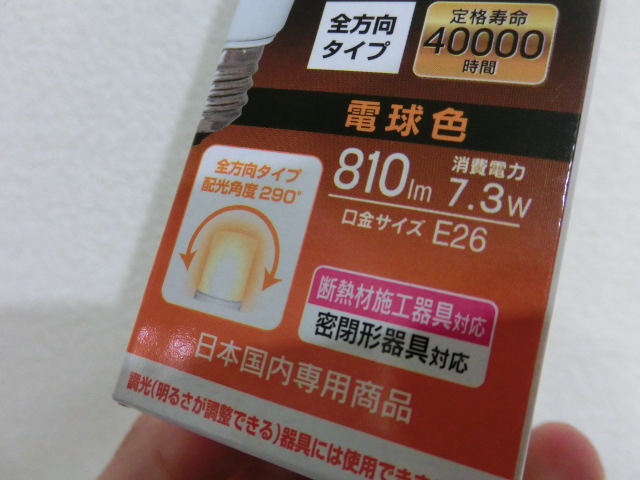 全方向
タイプ
定格寿命
40000
時間
電球色
全方向タイプ
配光角度290°
810lm
消費電力
7.3W
口金サイズ E26
断熱材施工器具対応
密閉形器具対応
日本国内専用商品
調光(明るさが調整できる)器具には使用でき